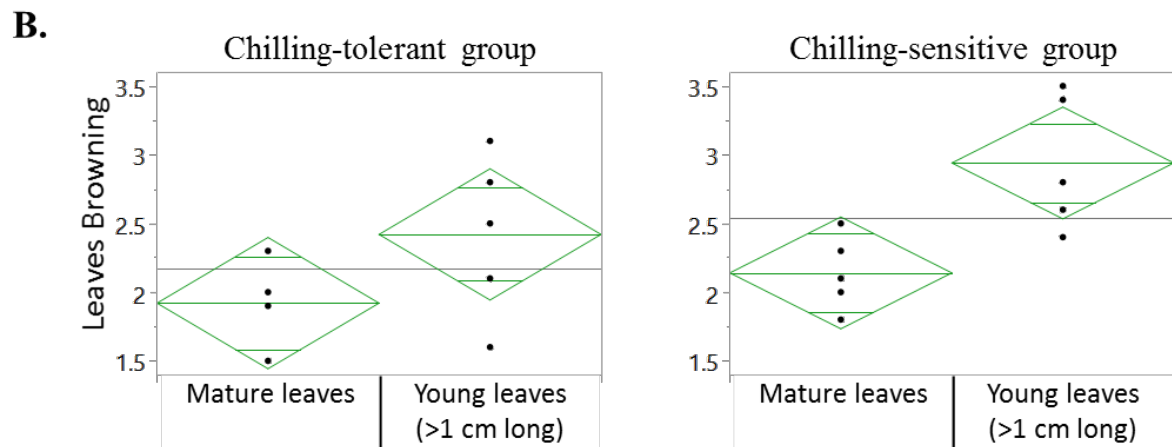 B.
Chilling-tolerant group
Chilling-sensitive group
Leaves Browning
3.5
3
2.5
2
1.5
Mature leaves
Young leaves
(>1 cm long)
3.5
3
2.5
2
1.5
Mature leaves
Young leaves
(>1 cm long)